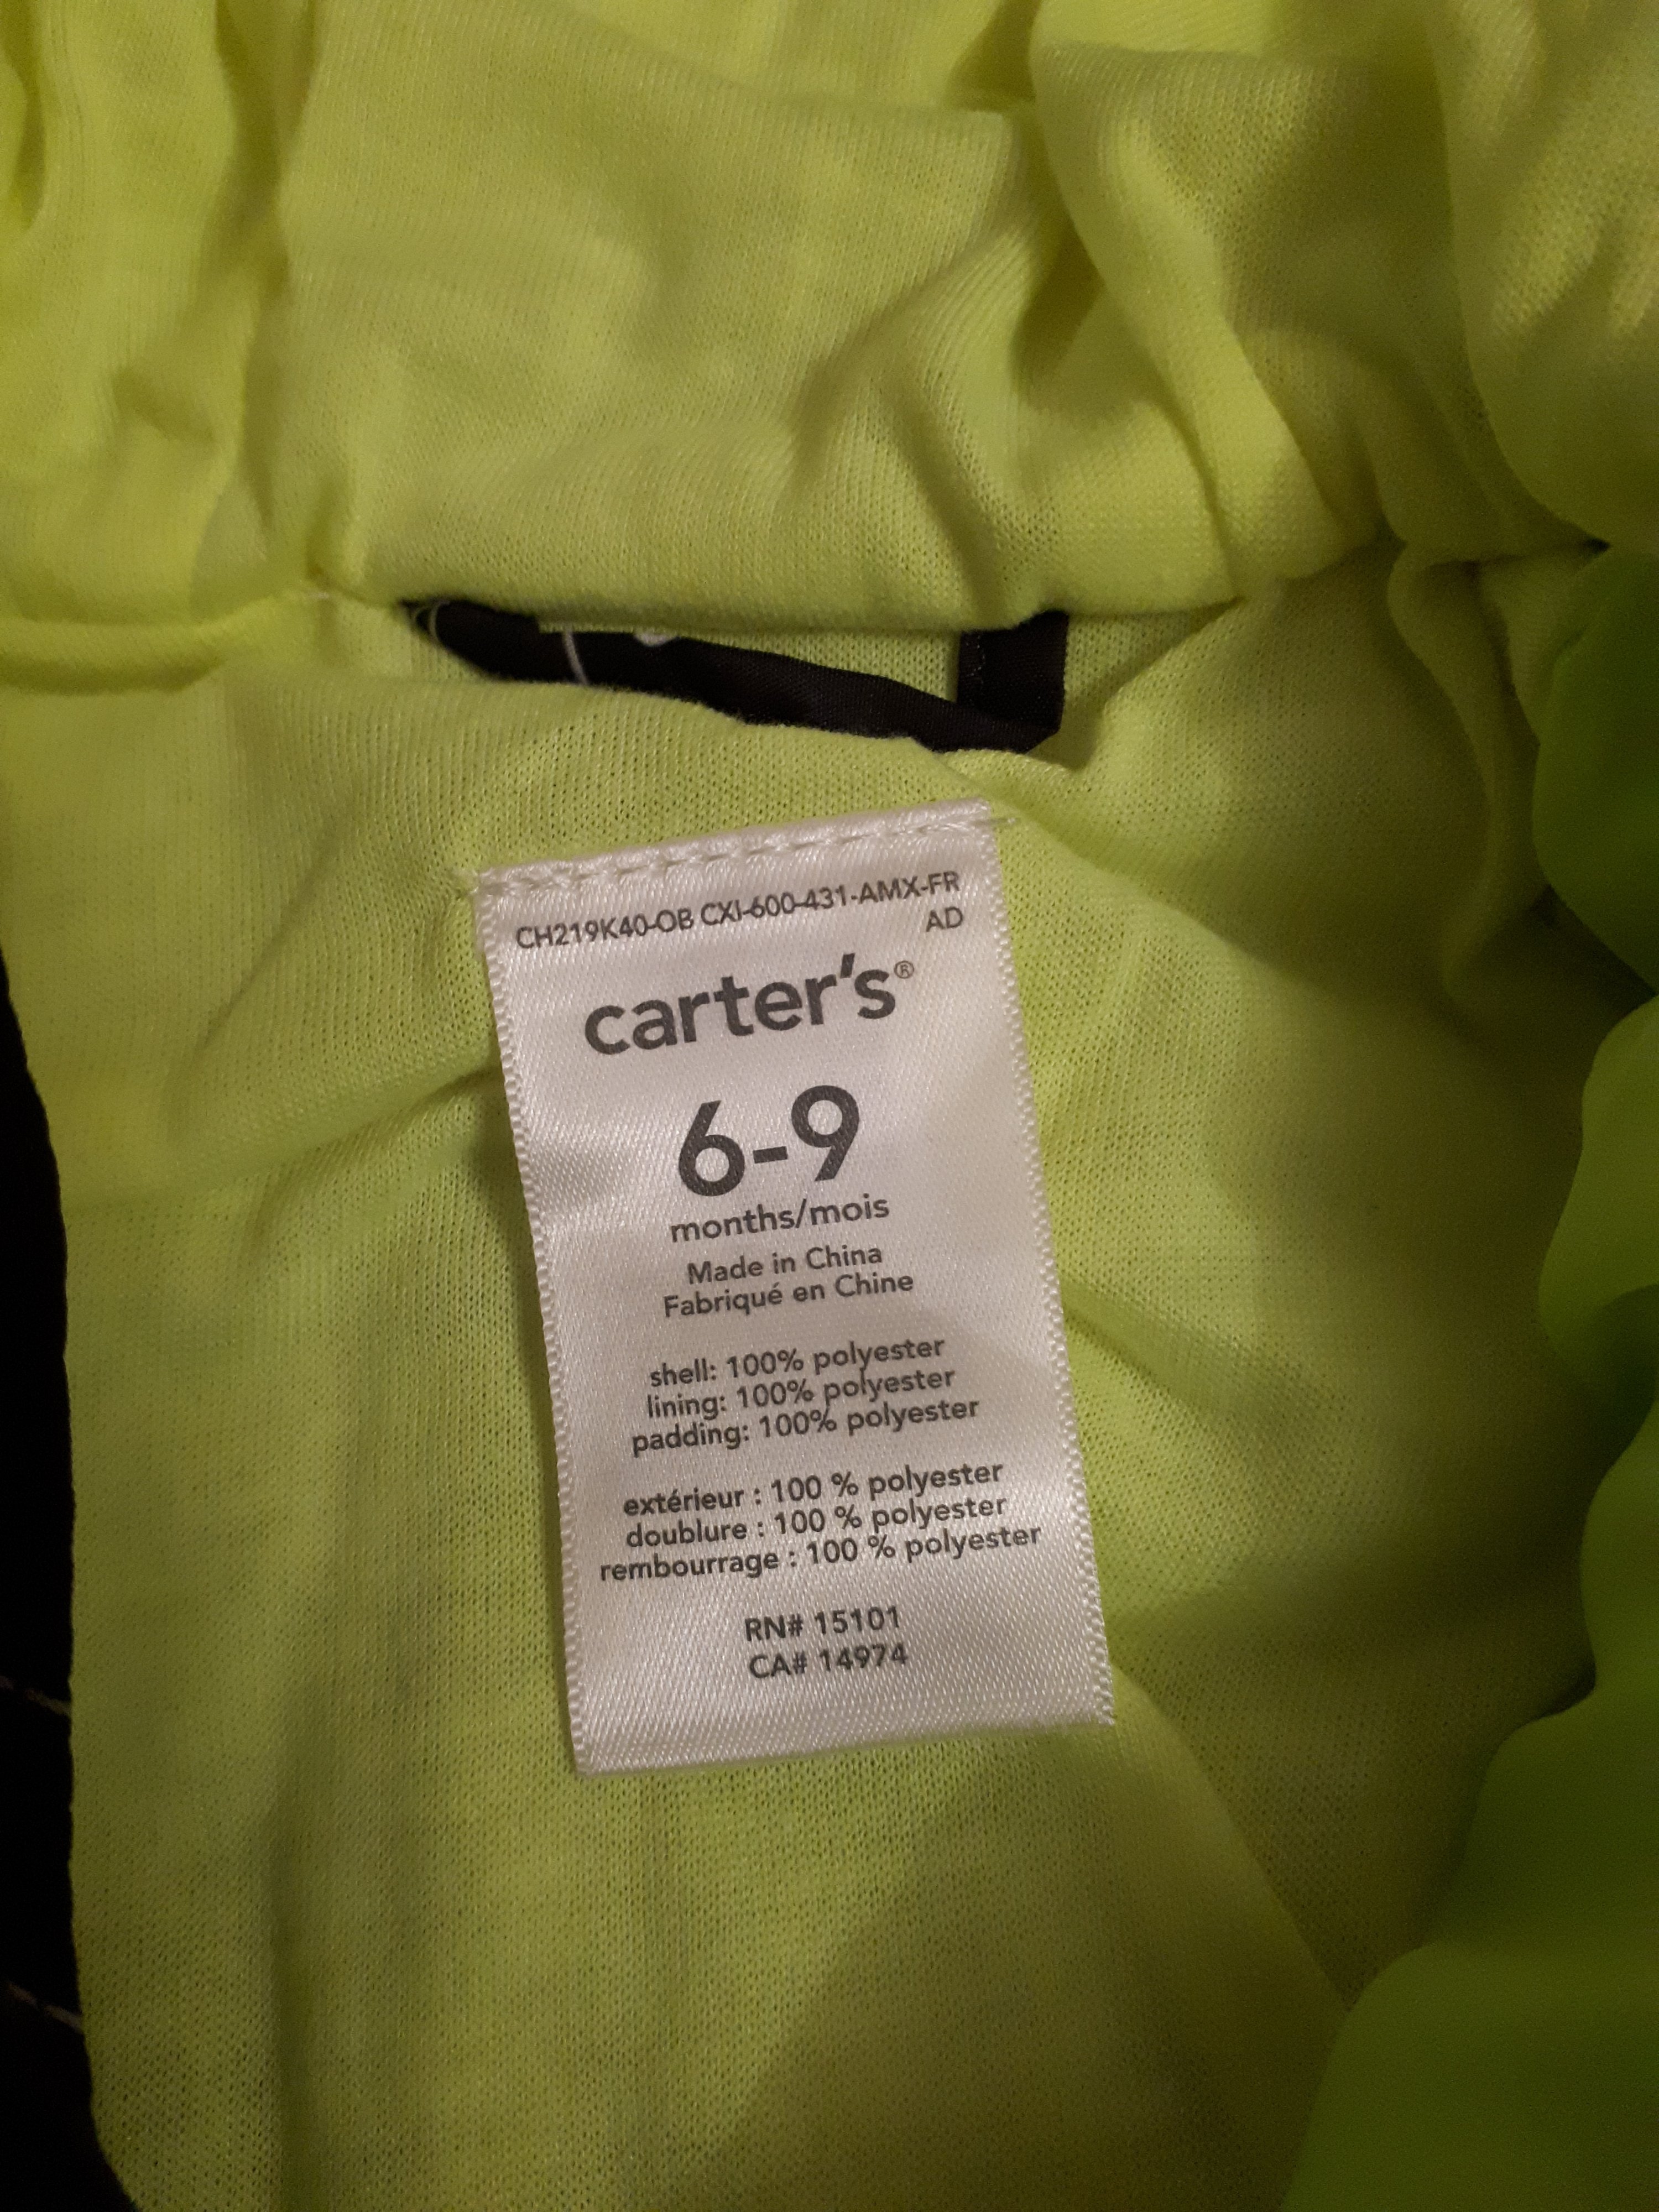 CH219K40-OB CXI-600-431-AMX-FR
AD
carter's®
6-9
months/mois
Made in China
Fabriqué en Chine
shell: 100% polyester
lining: 100% polyester
padding: 100% polyester
extérieur : 100 % polyester
doublure : 100 % polyester
rembourrage : 100 % polyester
RN# 15101
CA# 14974